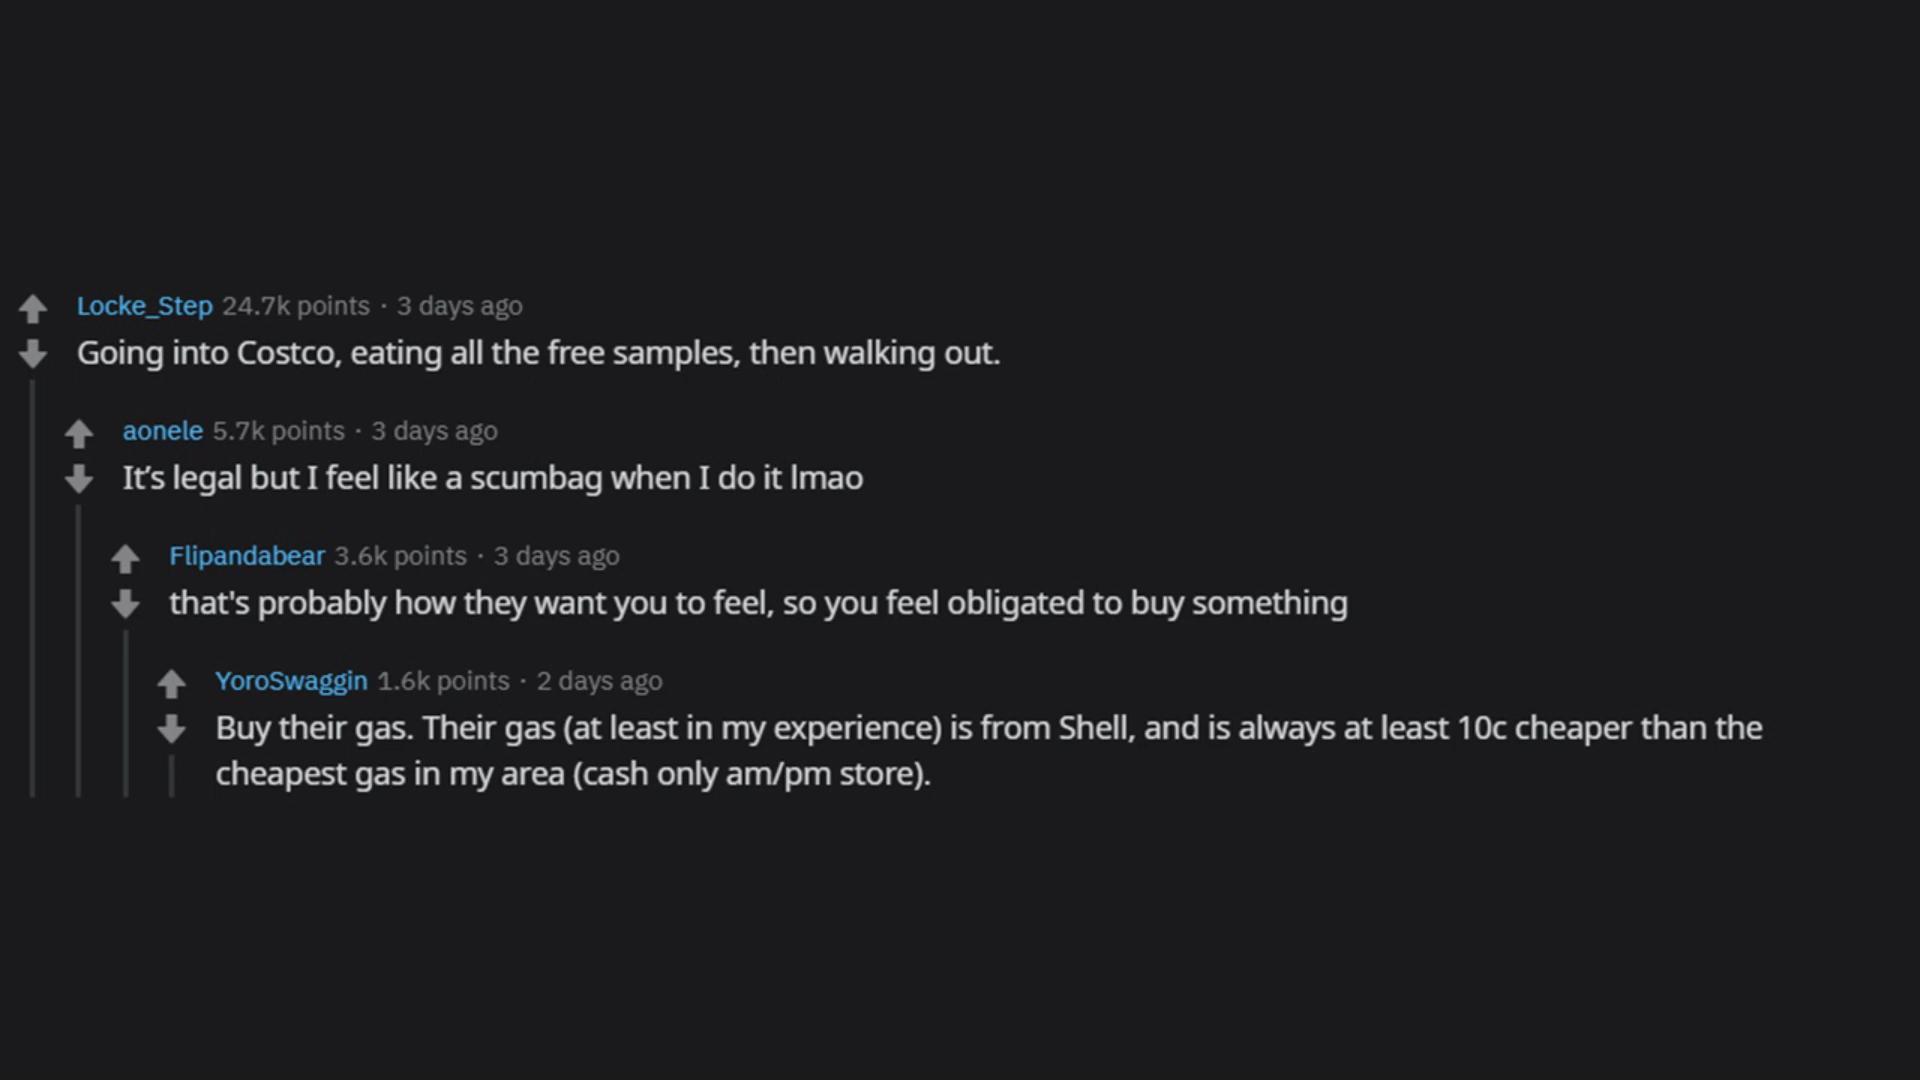 Locke_Step 24.7k points · 3 days ago
Going into Costco, eating all the free samples, then walking out.
aonele 5.7k points · 3 days ago
It’s legal but I feel like a scumbag when I do it lmao
Flipandabear 3.6k points · 3 days ago
that's probably how they want you to feel, so you feel obligated to buy something
YoroSwaggin 1.6k points · 2 days ago
Buy their gas. Their gas (at least in my experience) is from Shell, and is always at least 10c cheaper than the
cheapest gas in my area (cash only am/pm store).